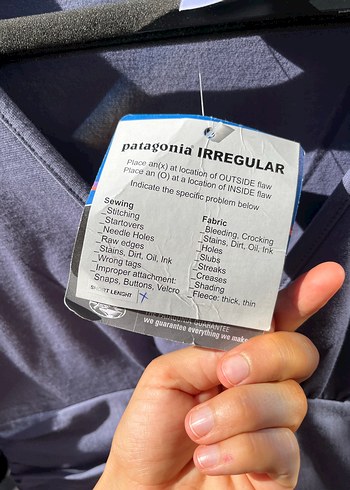 patagonia® IRREGULAR
Place an(x) at location of OUTSIDE flaw
Place an (O) at a location of INSIDE flaw
Indicate the specific problem below
Sewing
_Stitching
_Startovers
_Needle Holes
_Raw edges
_Stains, Dirt, Oil, Ink
_Wrong tags
_Improper attachment:
Snaps, Buttons, Velcro
SHORT LENGHT X
Fabric
_Bleeding, Crocking
_Stains, Dirt, Oil, Ink
_Holes
_Slubs
_Streaks
_Creases
_Shading
_Fleece: thick, thin
GUARANTEE
we guarantee everything we make